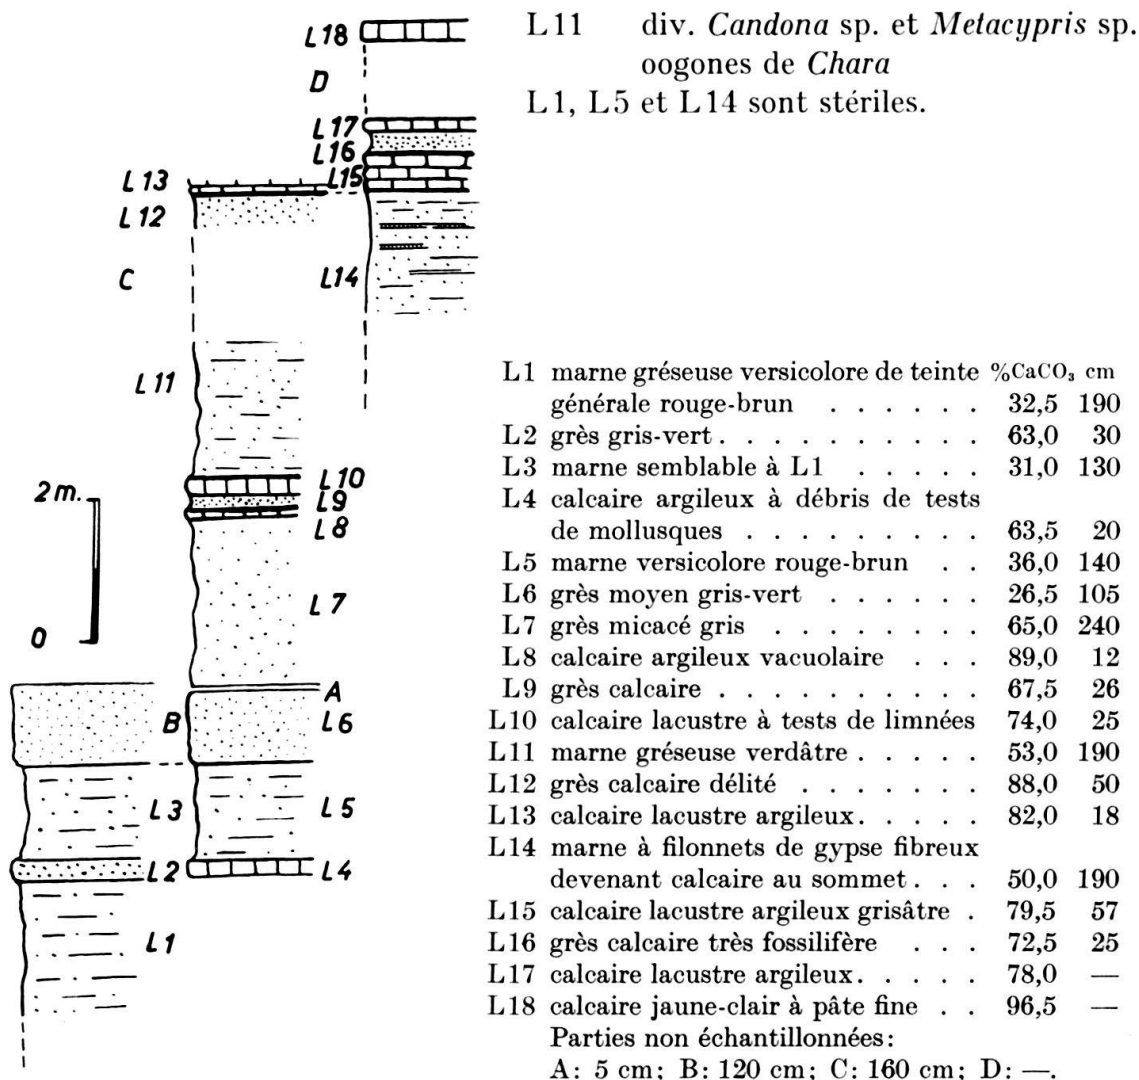 L11 div. Candona sp. et Metacypris sp.
oogones de Chara
L1, L5 et L14 sont stériles.
L18
D
L17
L16
L15
L13
L12
C
L14
L11
L10
L9
L8
2m.
L7
0
A
B
L6
L3
L5
L2
L4
L1
L1 marne gréseuse versicolore de teinte %CaCO₃ cm
générale rouge-brun . . . . . . 32,5 190
L2 grès gris-vert . . . . . . . . . . 63,0 30
L3 marne semblable à L1 . . . . . 31,0 130
L4 calcaire argileux à débris de tests
de mollusques . . . . . . . . . 63,5 20
L5 marne versicolore rouge-brun . . 36,0 140
L6 grès moyen gris-vert . . . . . . 26,5 105
L7 grès micacé gris . . . . . . . . 65,0 240
L8 calcaire argileux vacuolaire . . . 89,0 12
L9 grès calcaire . . . . . . . . . . 67,5 26
L10 calcaire lacustre à tests de limnées 74,0 25
L11 marne gréseuse verdâtre . . . . . 53,0 190
L12 grès calcaire délité . . . . . . . 88,0 50
L13 calcaire lacustre argileux . . . . . 82,0 18
L14 marne à filonnets de gypse fibreux
devenant calcaire au sommet . . . 50,0 190
L15 calcaire lacustre argileux grisâtre . 79,5 57
L16 grès calcaire très fossilifère . . . 72,5 25
L17 calcaire lacustre argileux . . . . . 78,0 —
L18 calcaire jaune-clair à pâte fine . . 96,5 —
Parties non échantillonnées:
A: 5 cm; B: 120 cm; C: 160 cm; D: —.